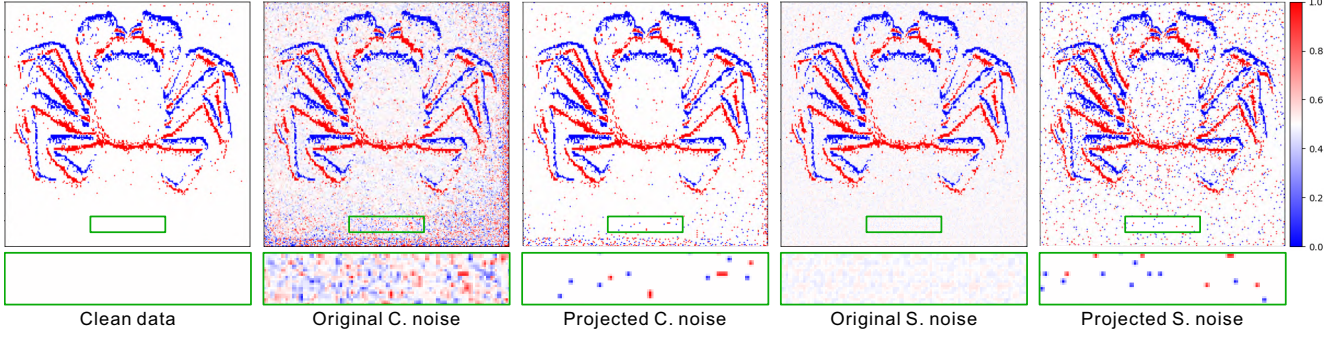 1.0
0.8
0.6
0.4
0.2
0.0
Clean data
Original C. noise
Projected C. noise
Original S. noise
Projected S. noise